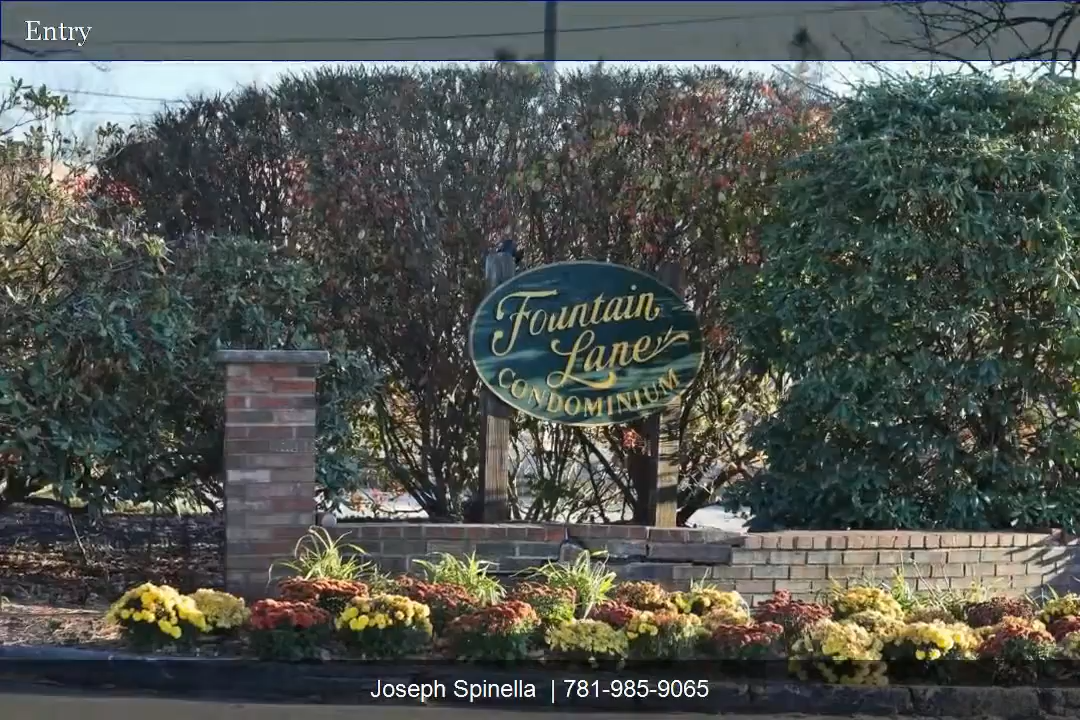 Entry
Fountain
Lane
CONDOMINIUM
Joseph Spinella | 781-985-9065